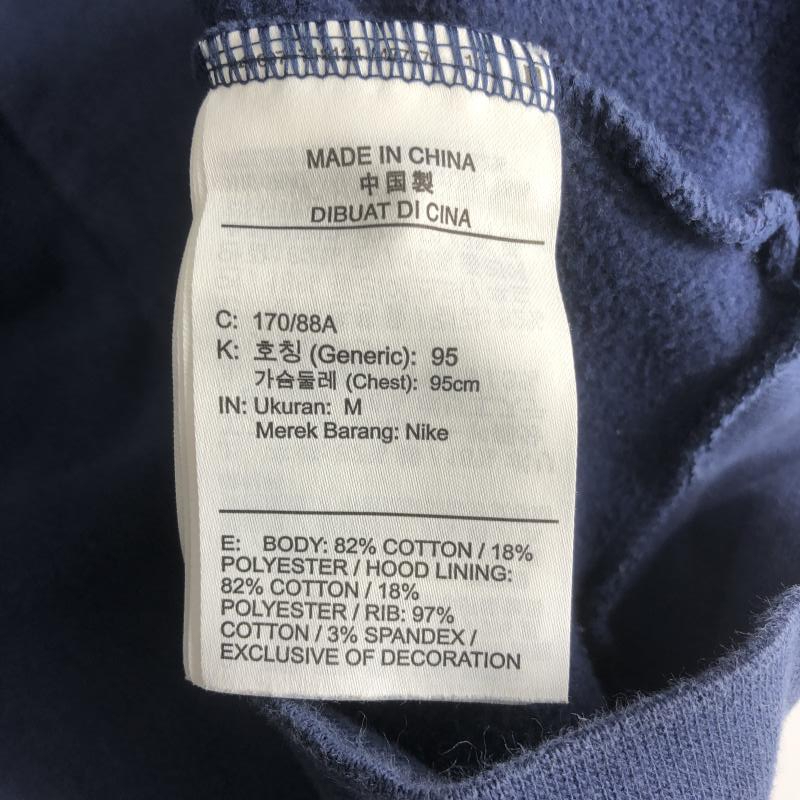 MADE IN CHINA
中国製
DIBUAT DI CINA
C: 170/88A
K: 호칭 (Generic): 95
가슴둘레 (Chest): 95cm
IN: Ukuran: M
Merek Barang: Nike
E: BODY: 82% COTTON / 18%
POLYESTER / HOOD LINING:
82% COTTON / 18%
POLYESTER / RIB: 97%
COTTON / 3% SPANDEX /
EXCLUSIVE OF DECORATION